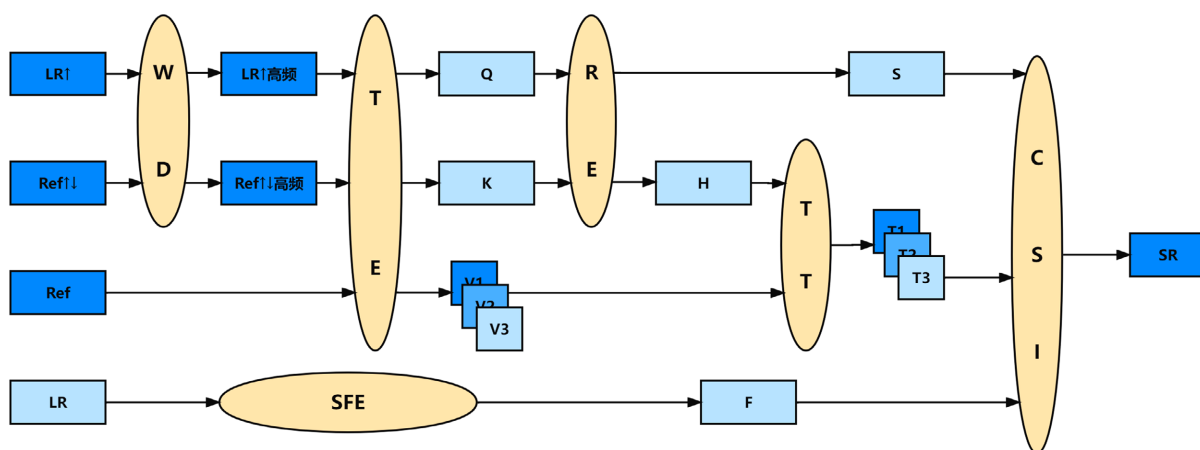 LR↑
W
D
LR↑高频
T
E
Q
R
E
S
C
S
I
Ref↑↓
Ref↑↓高频
K
H
T
T
T1
T2
T3
SR
Ref
V1
V2
V3
LR
SFE
F